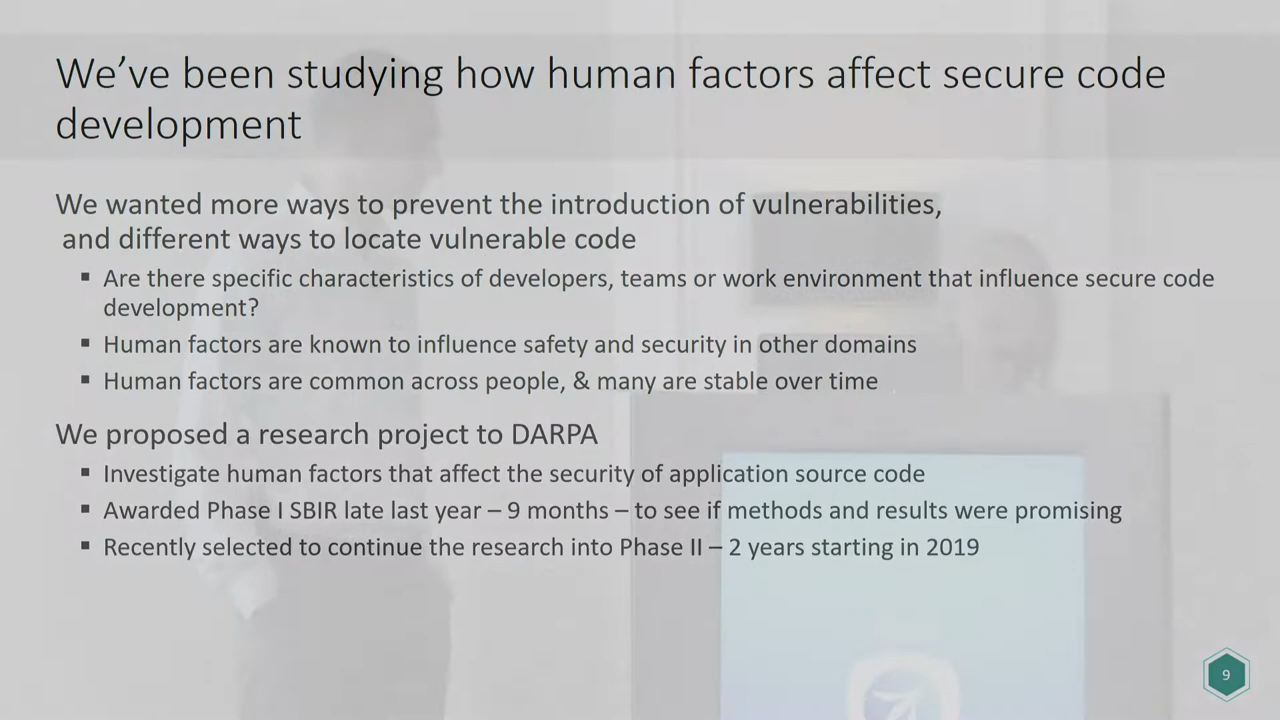 We've been studying how human factors affect secure code
development
We wanted more ways to prevent the introduction of vulnerabilities,
and different ways to locate vulnerable code
▪ Are there specific characteristics of developers, teams or work environment that influence secure code
development?
▪ Human factors are known to influence safety and security in other domains
▪ Human factors are common across people, & many are stable over time
We proposed a research project to DARPA
▪ Investigate human factors that affect the security of application source code
▪ Awarded Phase I SBIR late last year – 9 months – to see if methods and results were promising
▪ Recently selected to continue the research into Phase II – 2 years starting in 2019
9